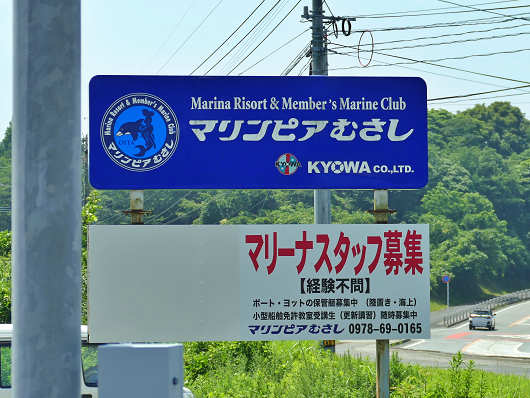 Marina Risort & Member's Marine Club
マリンピアむさし
KYOWA CO.,LTD.
マリーナスタッフ募集
【経験不問】
ボート・ヨットの保管艇募集中 (陸置き・海上)
小型船舶免許教室受講生(更新講習)随時募集中
マリンピアむさし 0978-69-0165